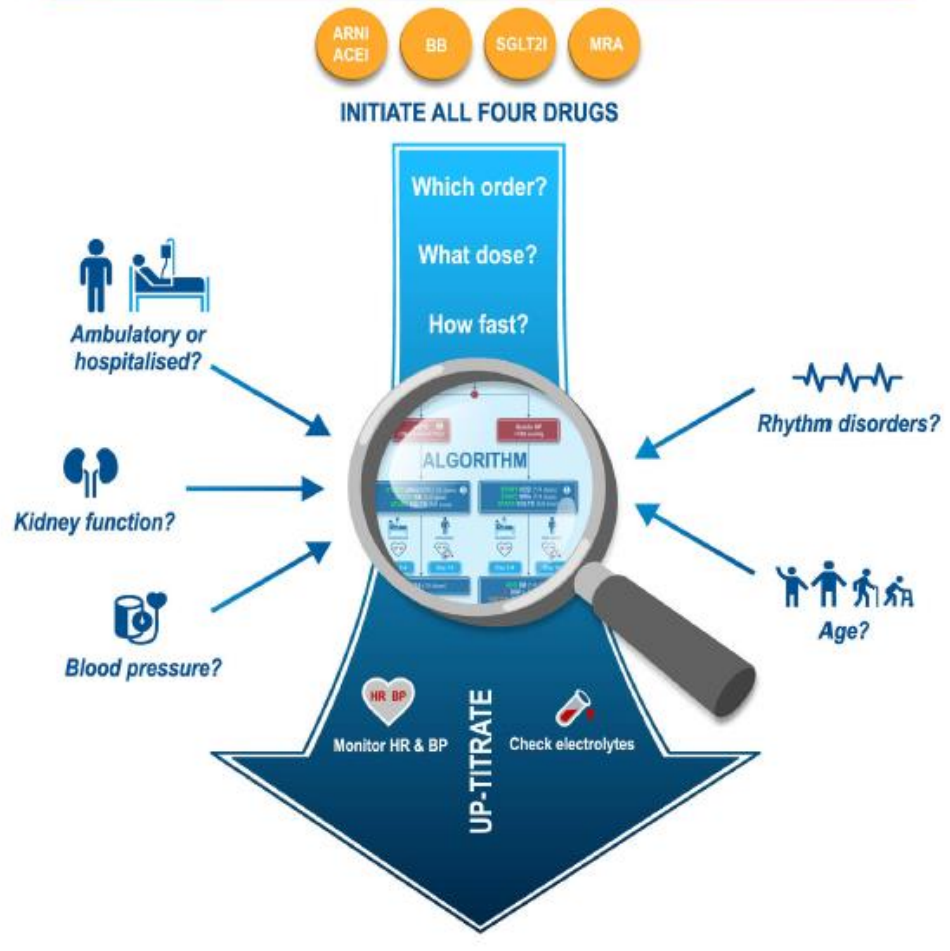 ARNI
ACEI
BB
SGLT2I
MRA
INITIATE ALL FOUR DRUGS
Which order?
What dose?
How fast?
Ambulatory or
hospitalised?
Kidney function?
Blood pressure?
Rhythm disorders?
Age?
ALGORITHM
HR BP
Monitor HR & BP
UP-TITRATE
Check electrolytes